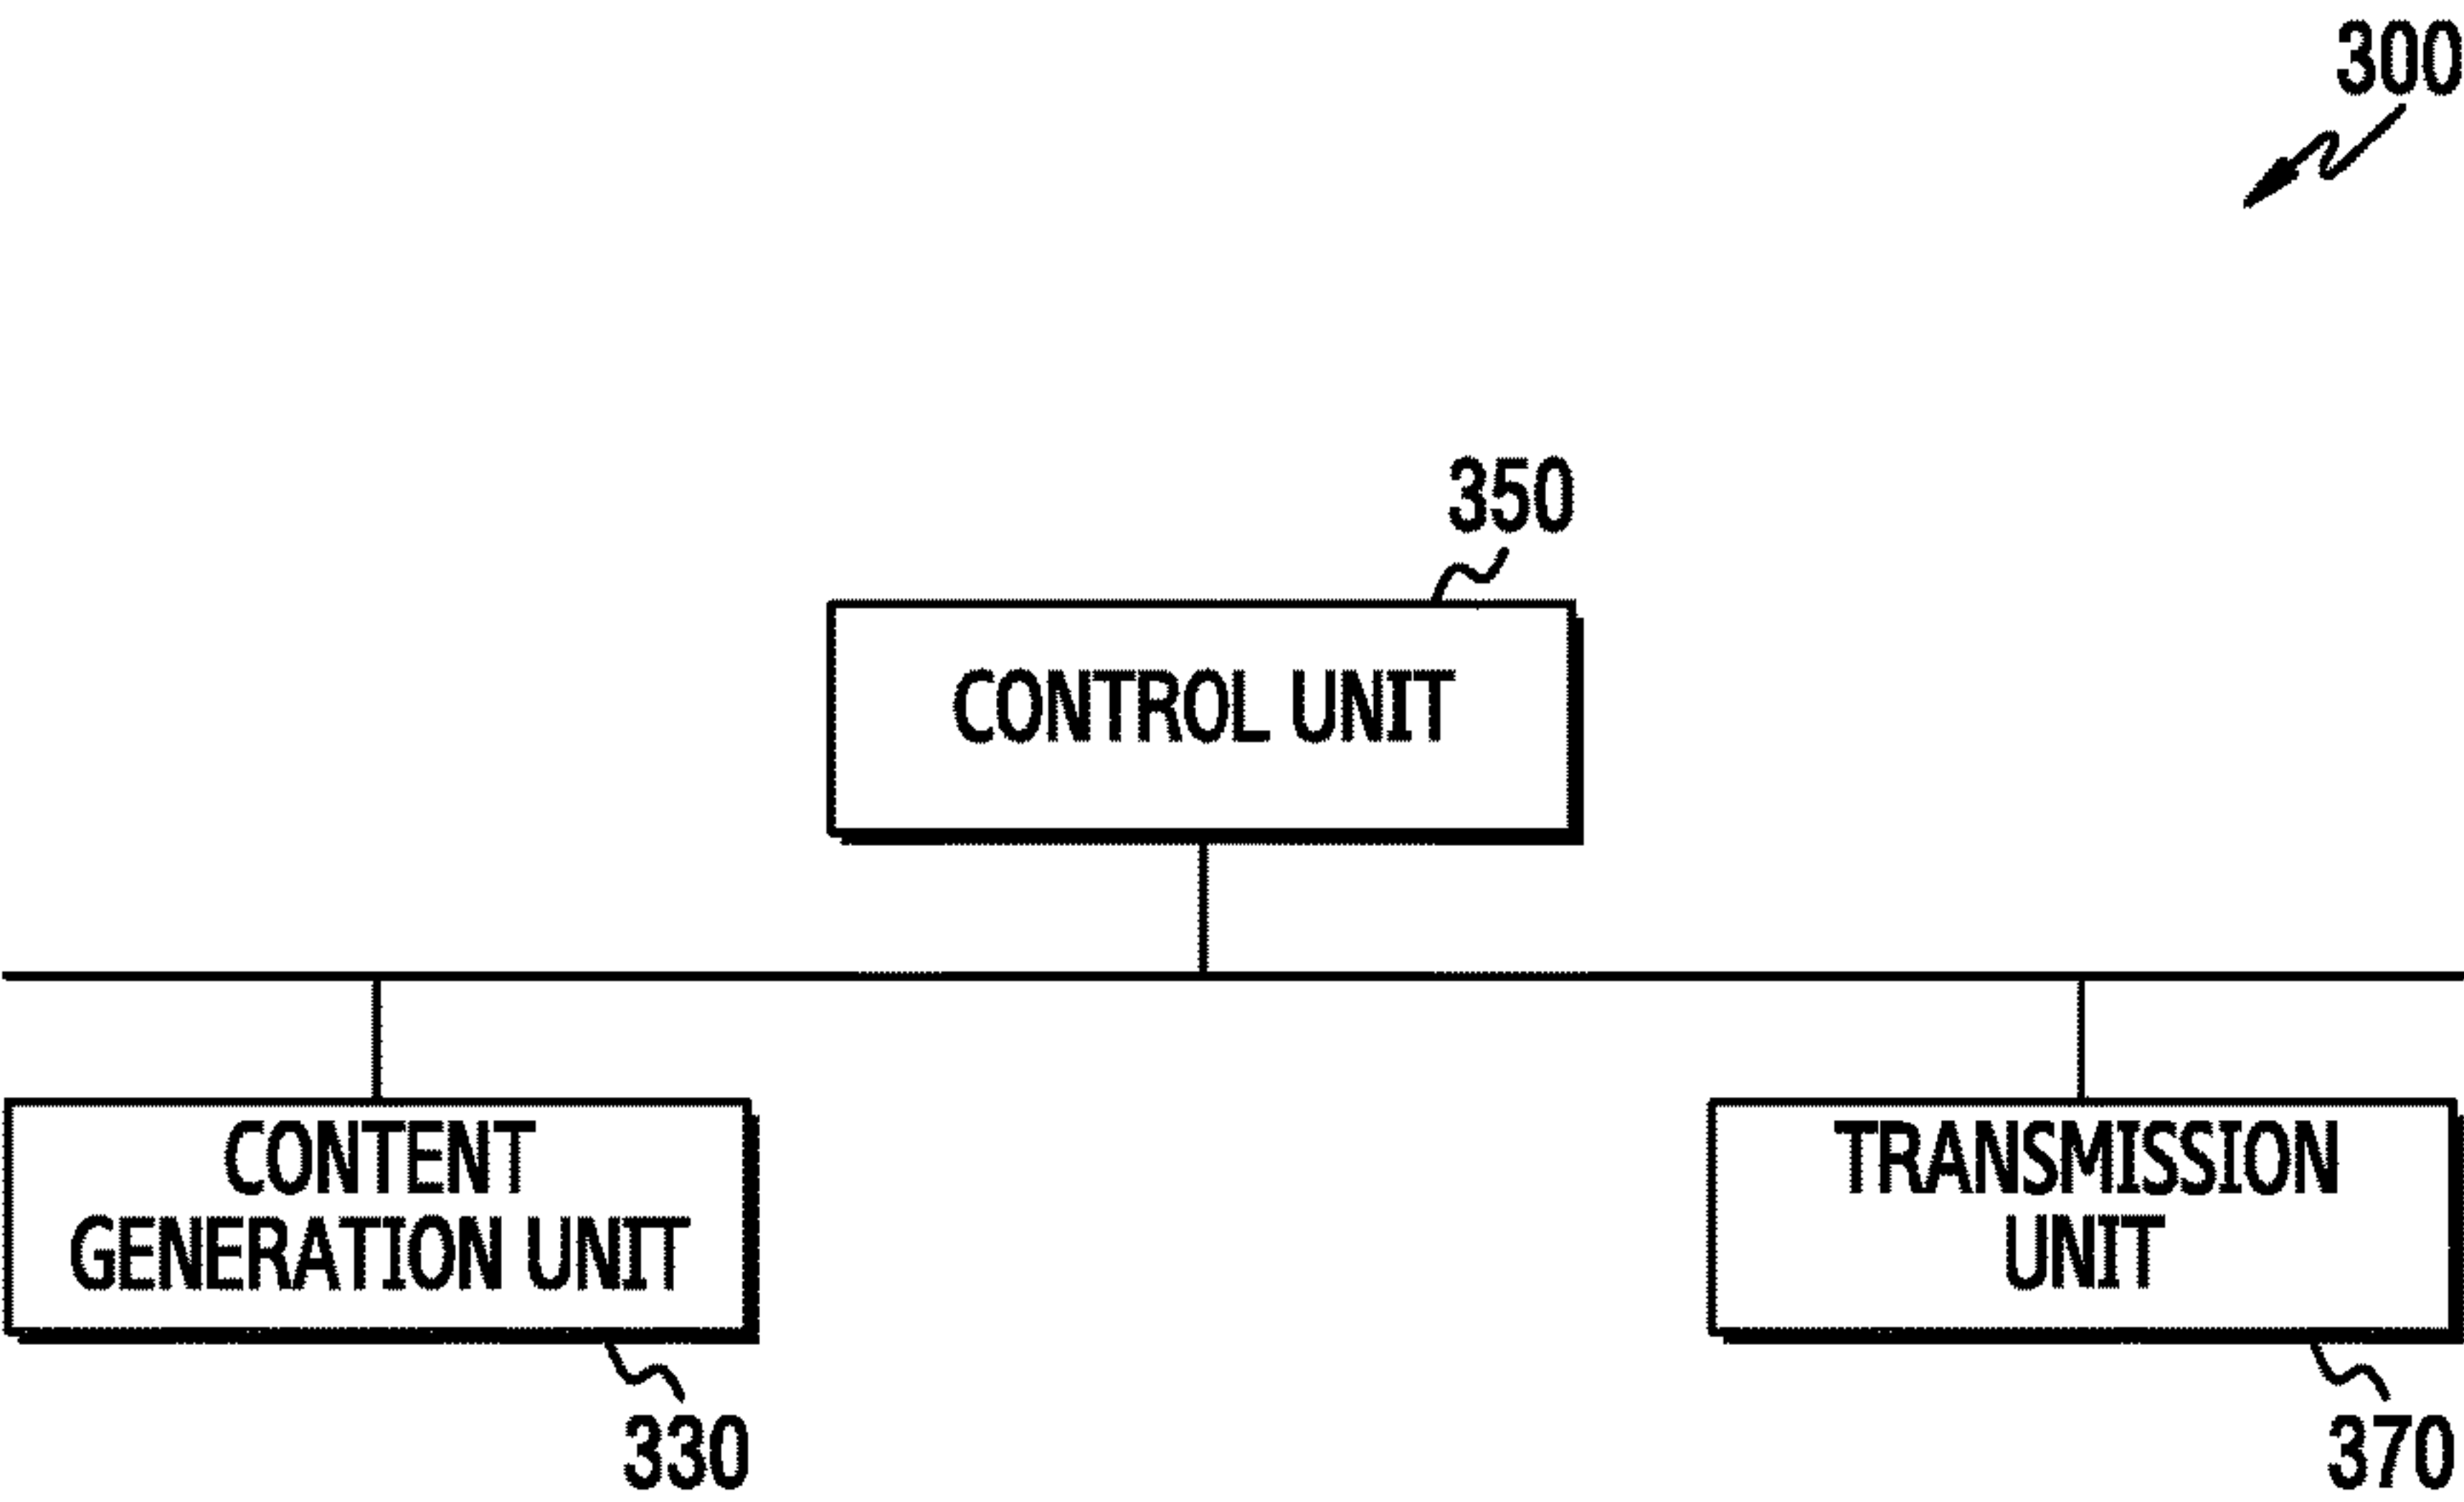 300
350
CONTROL UNIT
CONTENT
GENERATION UNIT
TRANSMISSION
UNIT
330
370